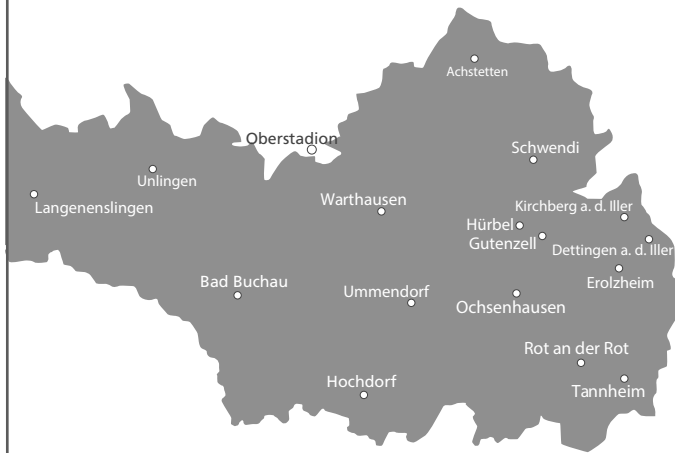 Achstetten
Oberstadion
Schwendi
Unlingen
Langenenslingen
Warthausen
Kirchberg a. d. Iller
Hürbel
Gutenzell
Dettingen a. d. Iller
Erolzheim
Bad Buchau
Ummendorf
Ochsenhausen
Rot an der Rot
Hochdorf
Tannheim